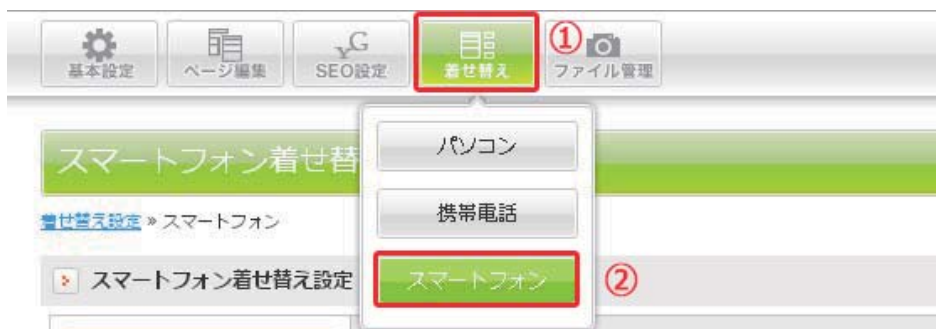 基本設定
ページ編集
SEO設定
着せ替え
①
ファイル管理
パソコン
携帯電話
スマートフォン
②
スマートフォン着せ替
着せ替え設定 » スマートフォン
スマートフォン着せ替え設定